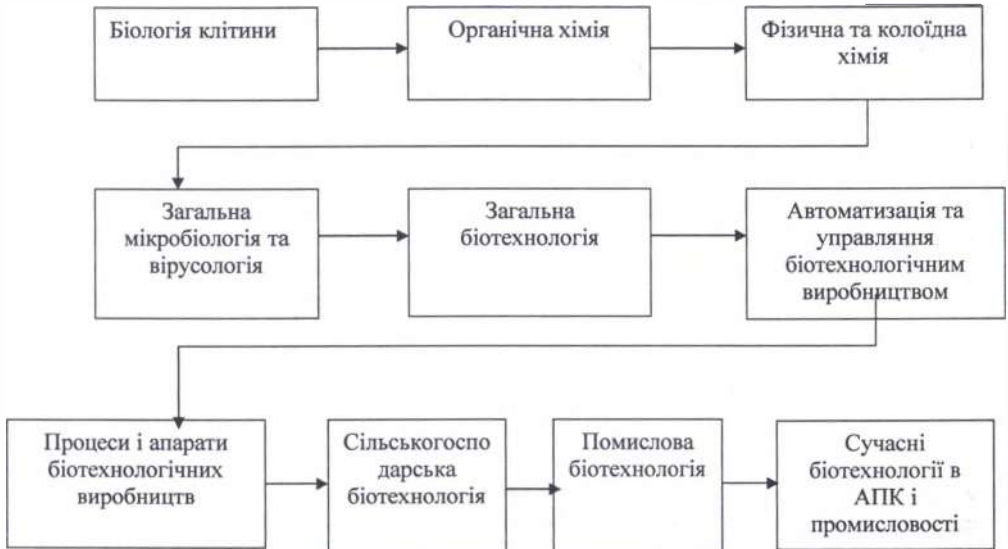 Біологія клітини
Органічна хімія
Фізична та колоїдна
хімія
Загальна
мікробіологія та
вірусологія
Загальна
біотехнологія
Автоматизація та
управляння
біотехнологічним
виробництвом
Процеси і апарати
біотехнологічних
виробництв
Сільськогоспо
дарська
біотехнологія
Помислова
біотехнологія
Сучасні
біотехнології в
АПК і
промисловості